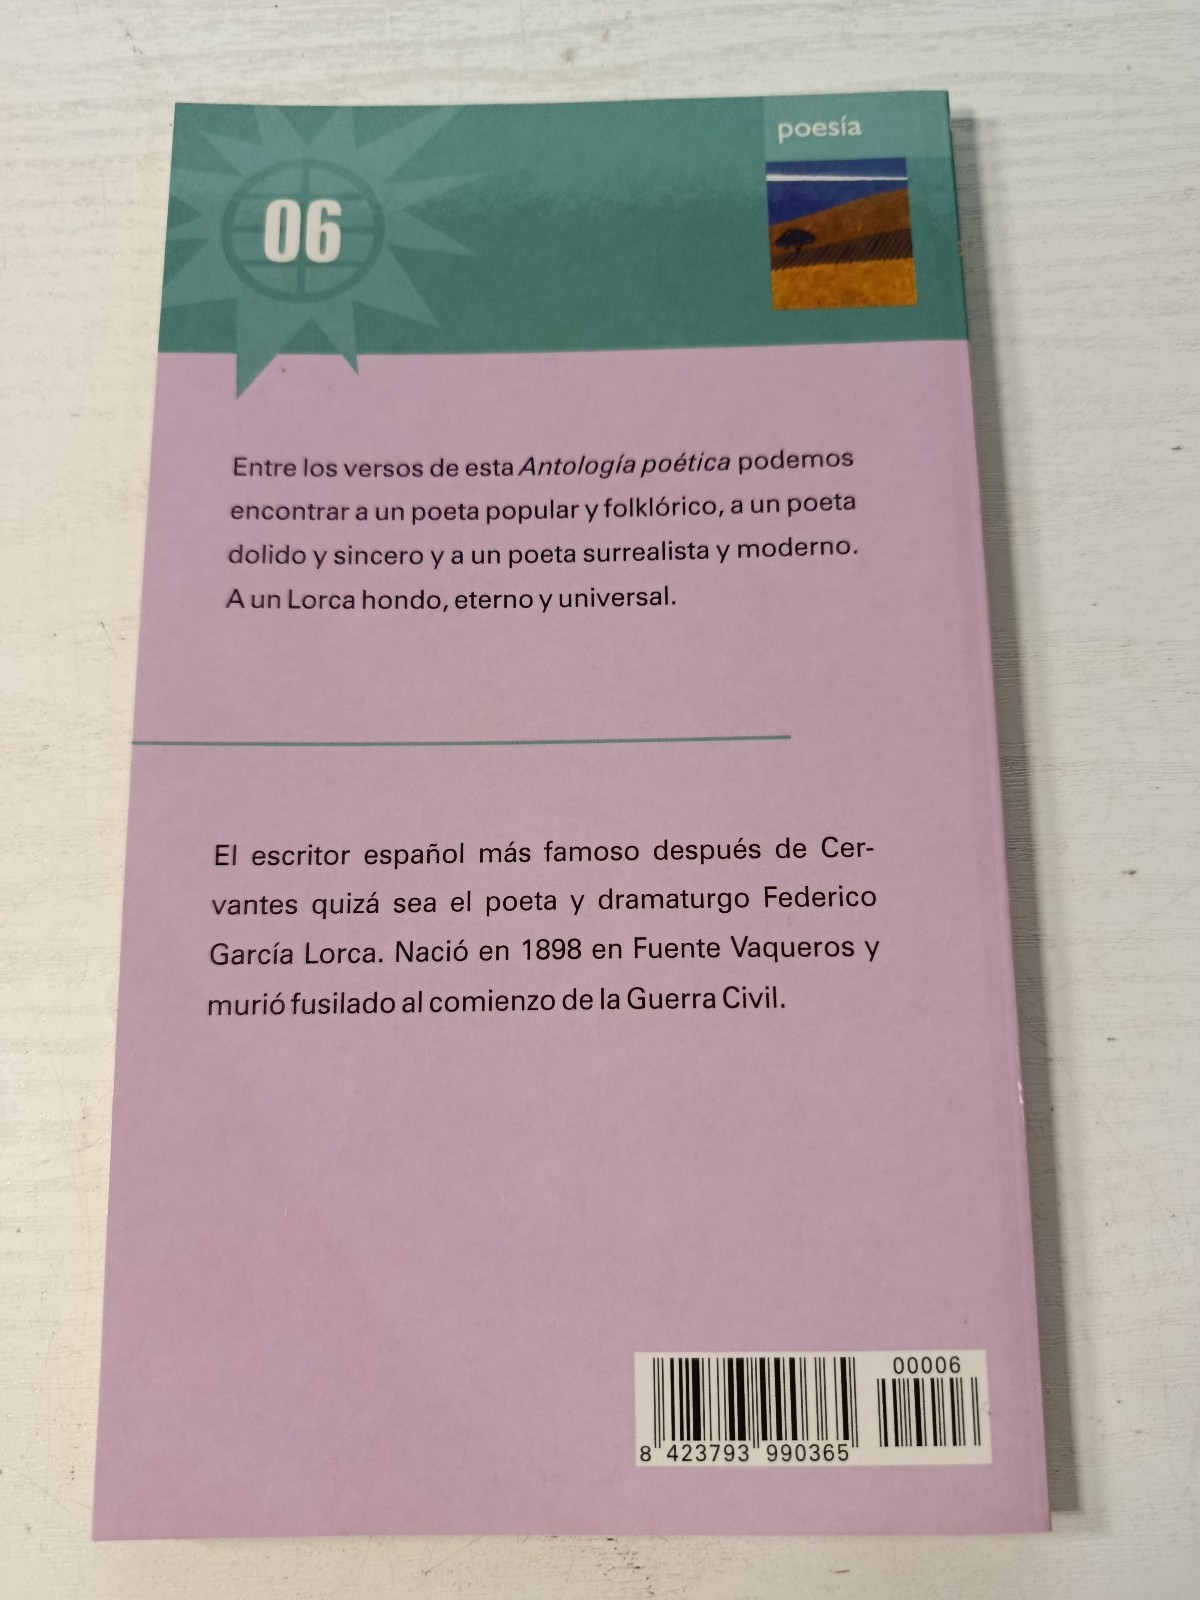 poesía
06
Entre los versos de esta Antología poética podemos
encontrar a un poeta popular y folklórico, a un poeta
dolido y sincero y a un poeta surrealista y moderno.
A un Lorca hondo, eterno y universal.
El escritor español más famoso después de Cer-
vantes quizá sea el poeta y dramaturgo Federico
García Lorca. Nació en 1898 en Fuente Vaqueros y
murió fusilado al comienzo de la Guerra Civil.
00006
8 423793 990365